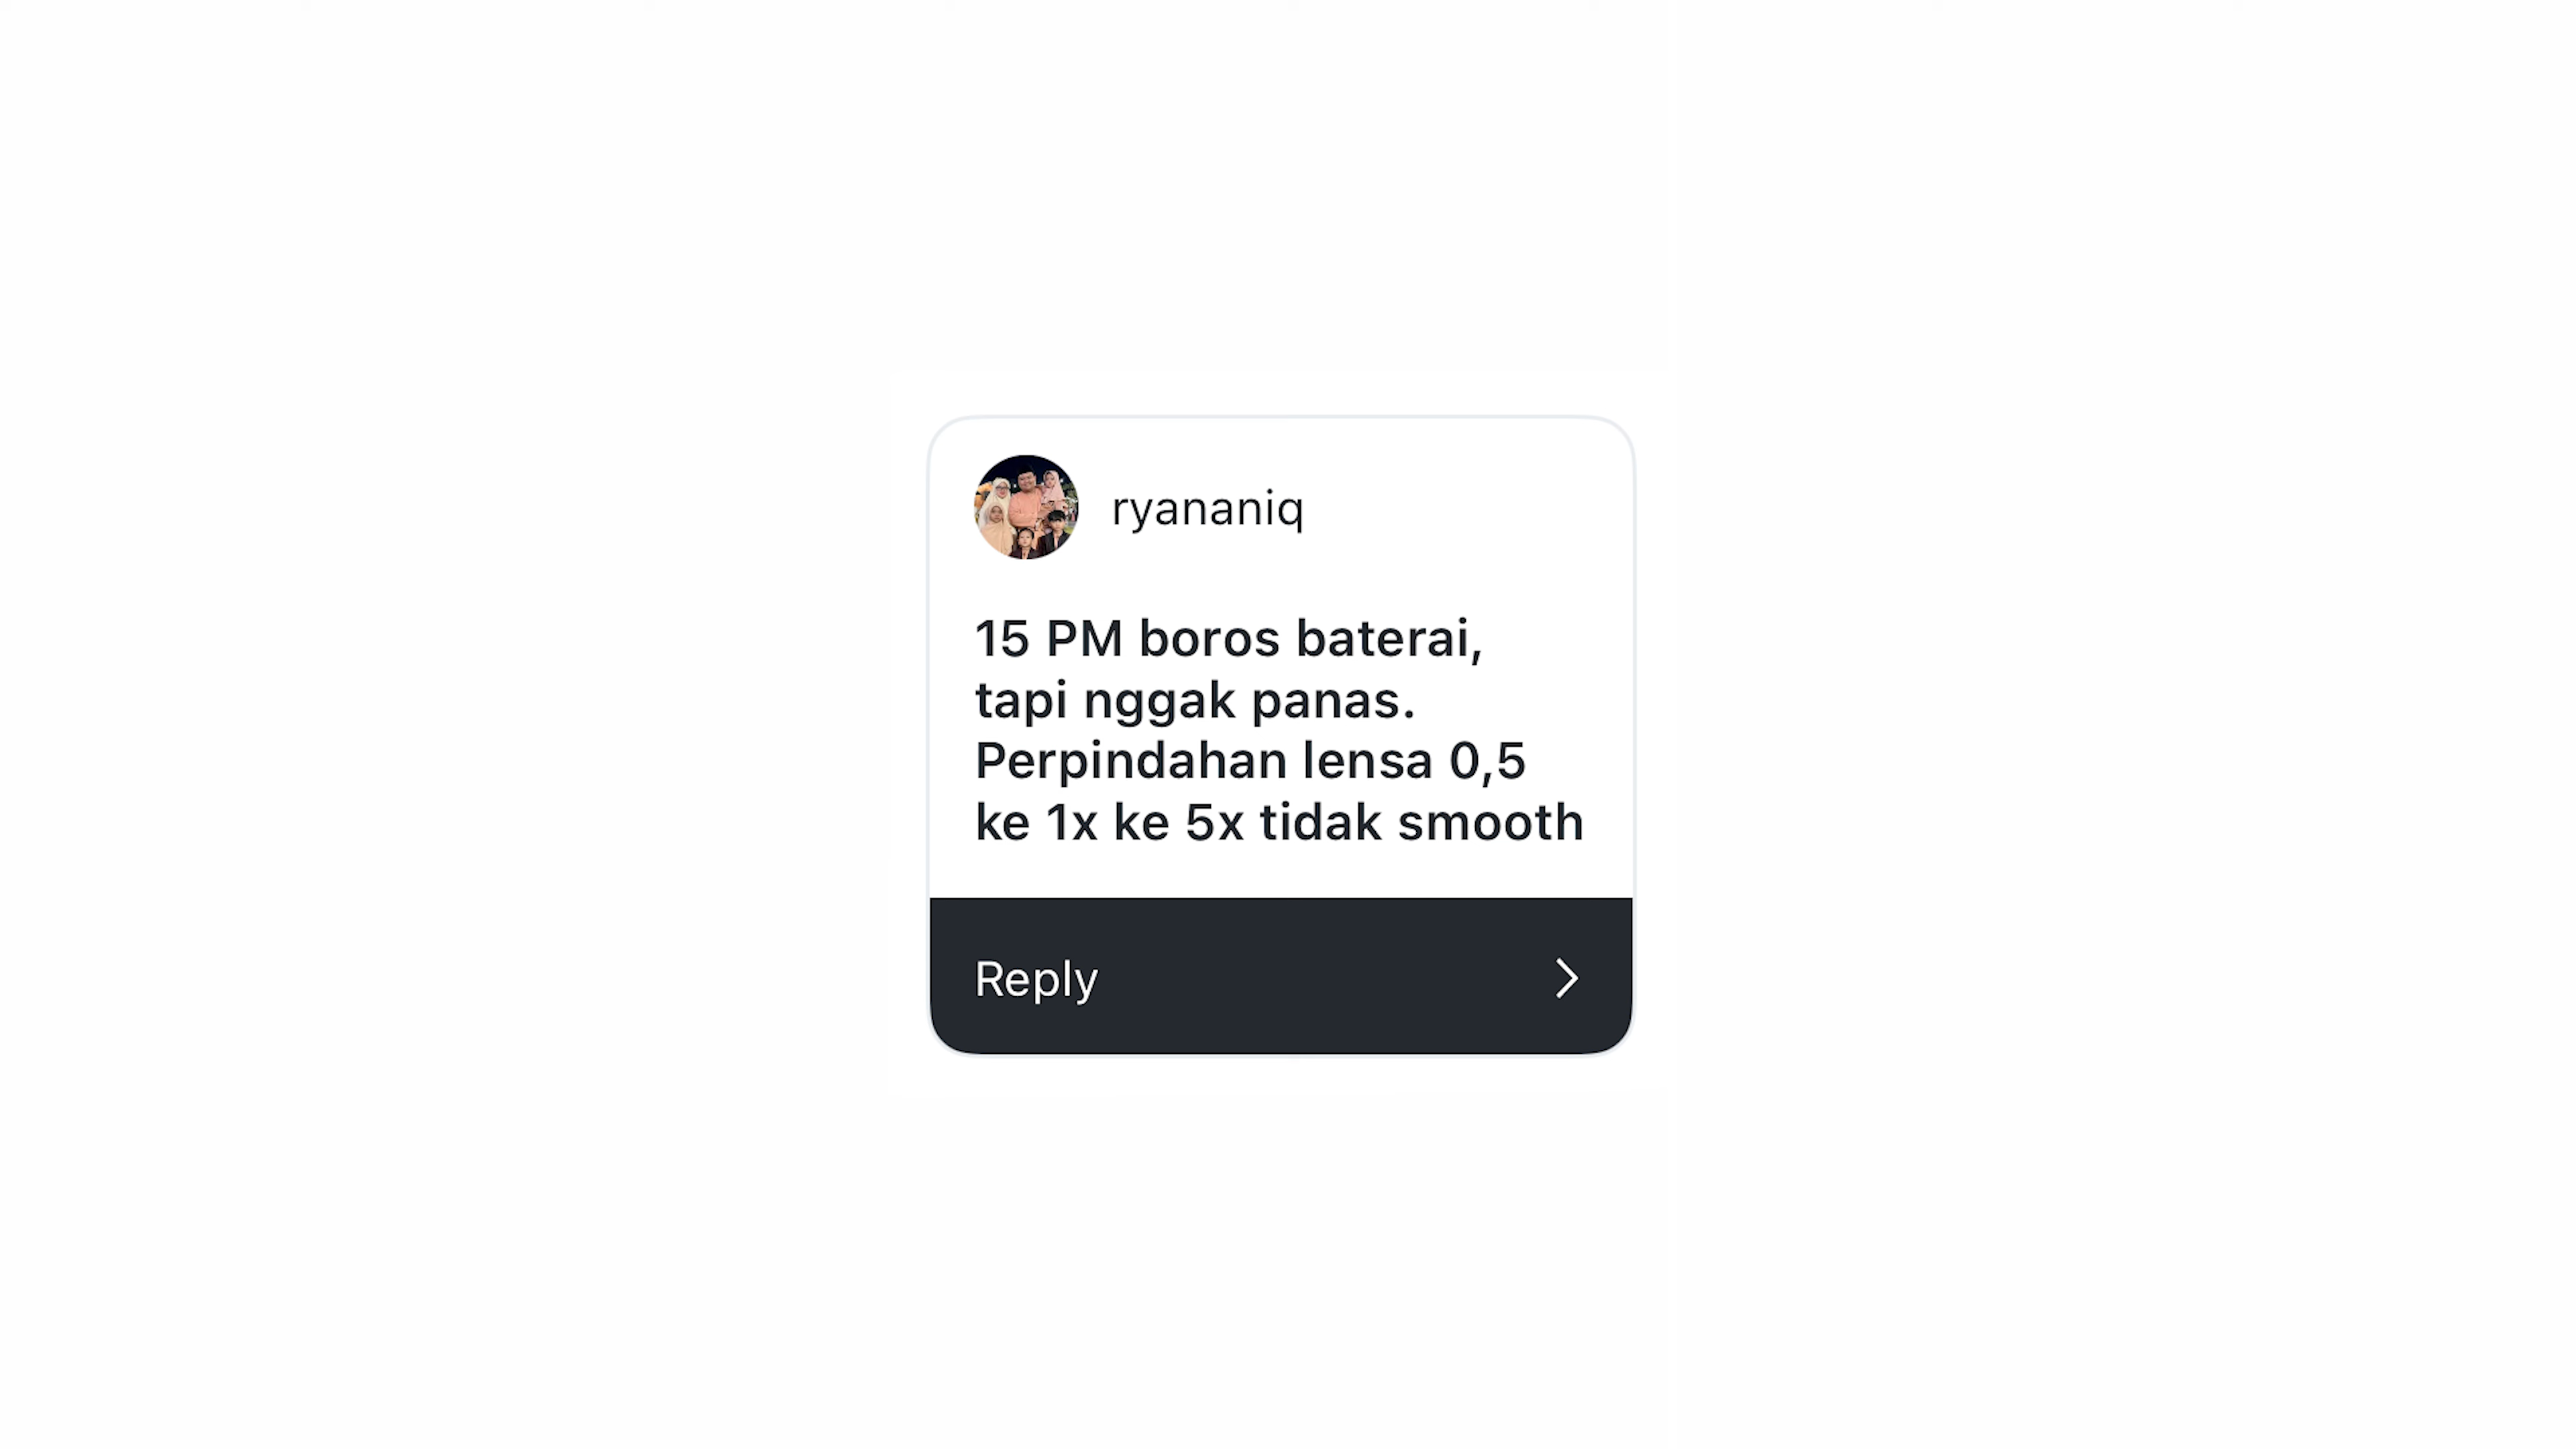 ryananiq
15 PM boros baterai,
tapi nggak panas.
Perpindahan lensa 0,5
ke 1x ke 5x tidak smooth
Reply